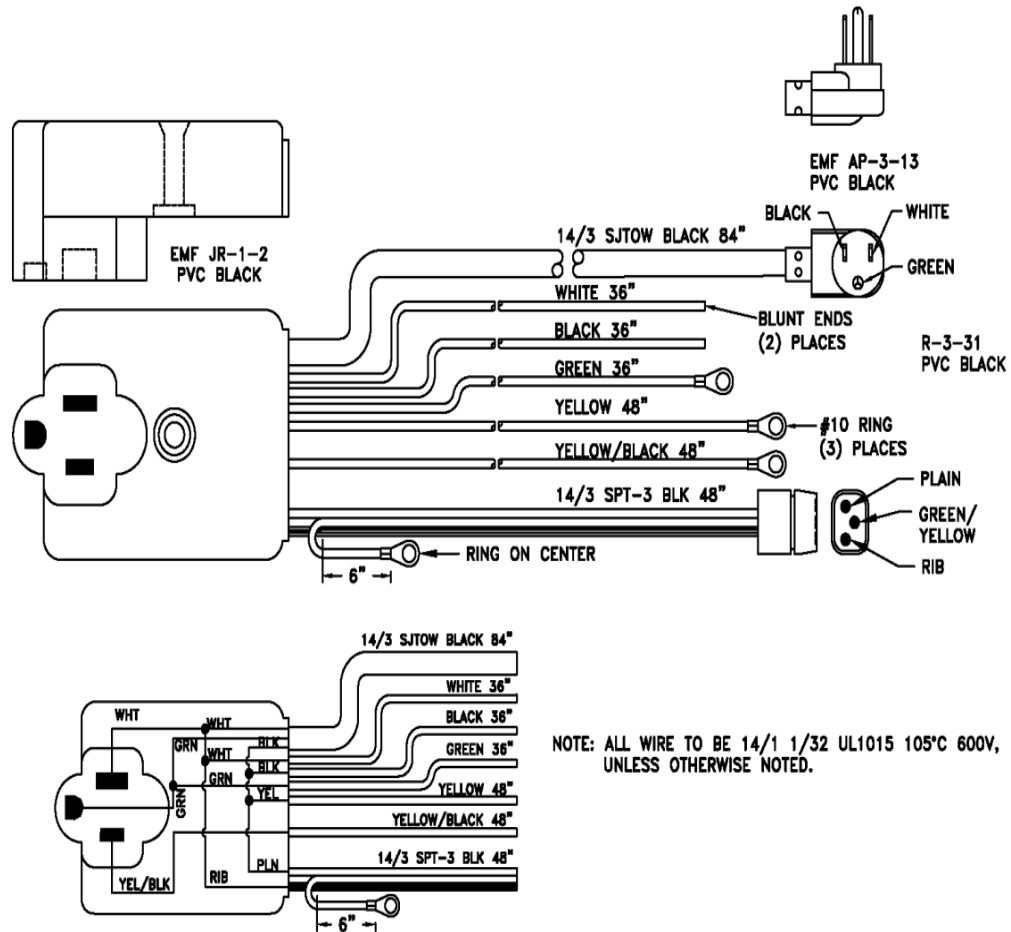 EMF AP-3-13
PVC BLACK
EMF JR-1-2
PVC BLACK
14/3 SJTOW BLACK 84"
BLACK
WHITE
GREEN
WHITE 36"
BLUNT ENDS
(2) PLACES
BLACK 36"
R-3-31
PVC BLACK
GREEN 36"
YELLOW 48"
#10 RING
(3) PLACES
YELLOW/BLACK 48"
14/3 SPT-3 BLK 48"
PLAIN
GREEN/
YELLOW
RIB
RING ON CENTER
6"
14/3 SJTOW BLACK 84"
WHITE 36"
BLACK 36"
GREEN 36"
YELLOW 48"
YELLOW/BLACK 48"
14/3 SPT-3 BLK 48"
WHT
WHT
GRN
BLK
WHT
BLK
GRN
YEL
GRN
PLN
YEL/BLK
RIB
6"
NOTE: ALL WIRE TO BE 14/1 1/32 UL1015 105°C 600V,
UNLESS OTHERWISE NOTED.